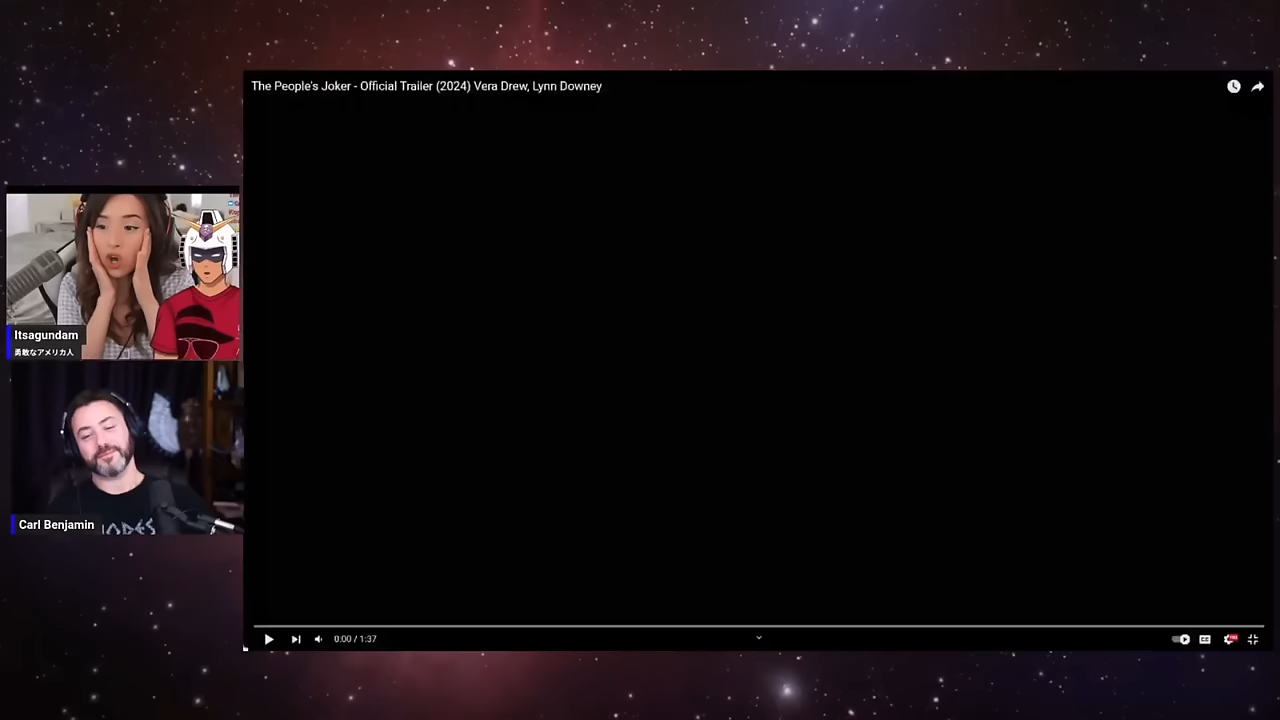 The People's Joker - Official Trailer (2024) Vera Drew, Lynn Downey
Itsagundam
勇敢なアメリカ人
Carl Benjamin
0:00 / 1:37
CC